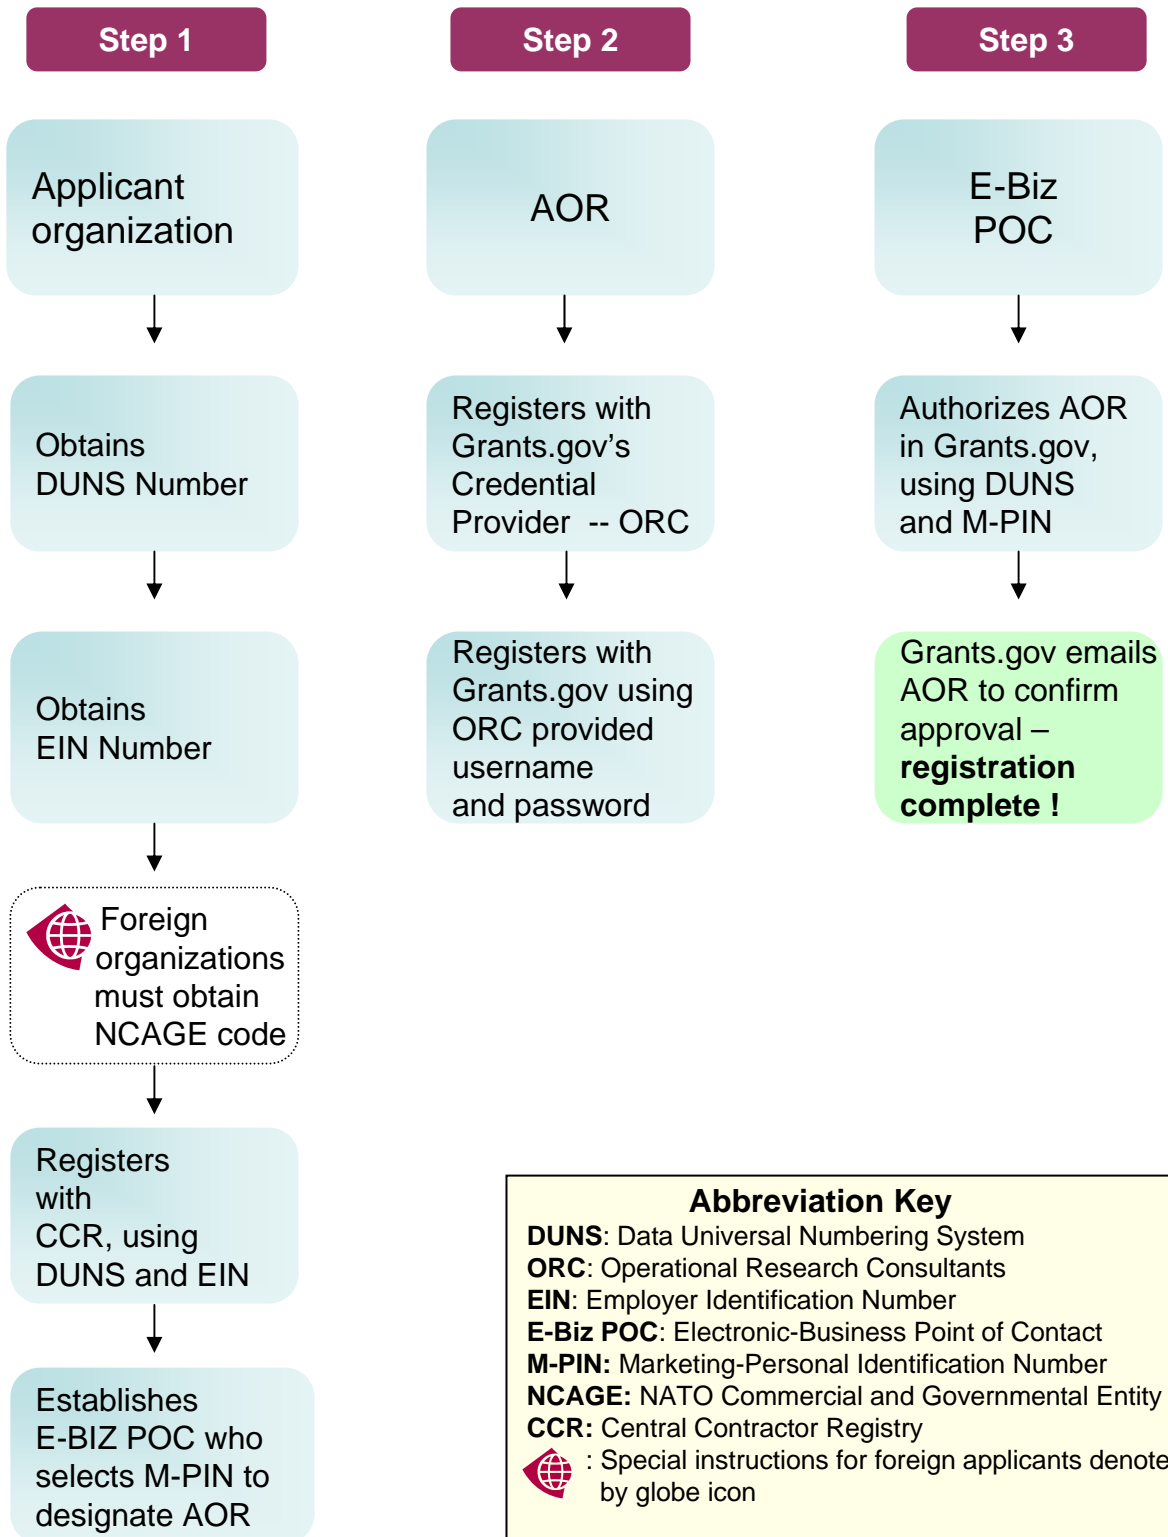 Step 1
Applicant
organization
Obtains
DUNS Number
Obtains
EIN Number
Foreign
organizations
must obtain
NCAGE code
Registers
with
CCR, using
DUNS and EIN
Establishes
E-BIZ POC who
selects M-PIN to
designate AOR
Step 2
AOR
Registers with
Grants.gov’s
Credential
Provider -- ORC
Registers with
Grants.gov using
ORC provided
username
and password
Step 3
E-Biz
POC
Authorizes AOR
in Grants.gov,
using DUNS
and M-PIN
Grants.gov emails
AOR to confirm
approval –
registration
complete !
Abbreviation Key
DUNS: Data Universal Numbering System
ORC: Operational Research Consultants
EIN: Employer Identification Number
E-Biz POC: Electronic-Business Point of Contact
M-PIN: Marketing-Personal Identification Number
NCAGE: NATO Commercial and Governmental Entity
CCR: Central Contractor Registry
: Special instructions for foreign applicants denote
by globe icon